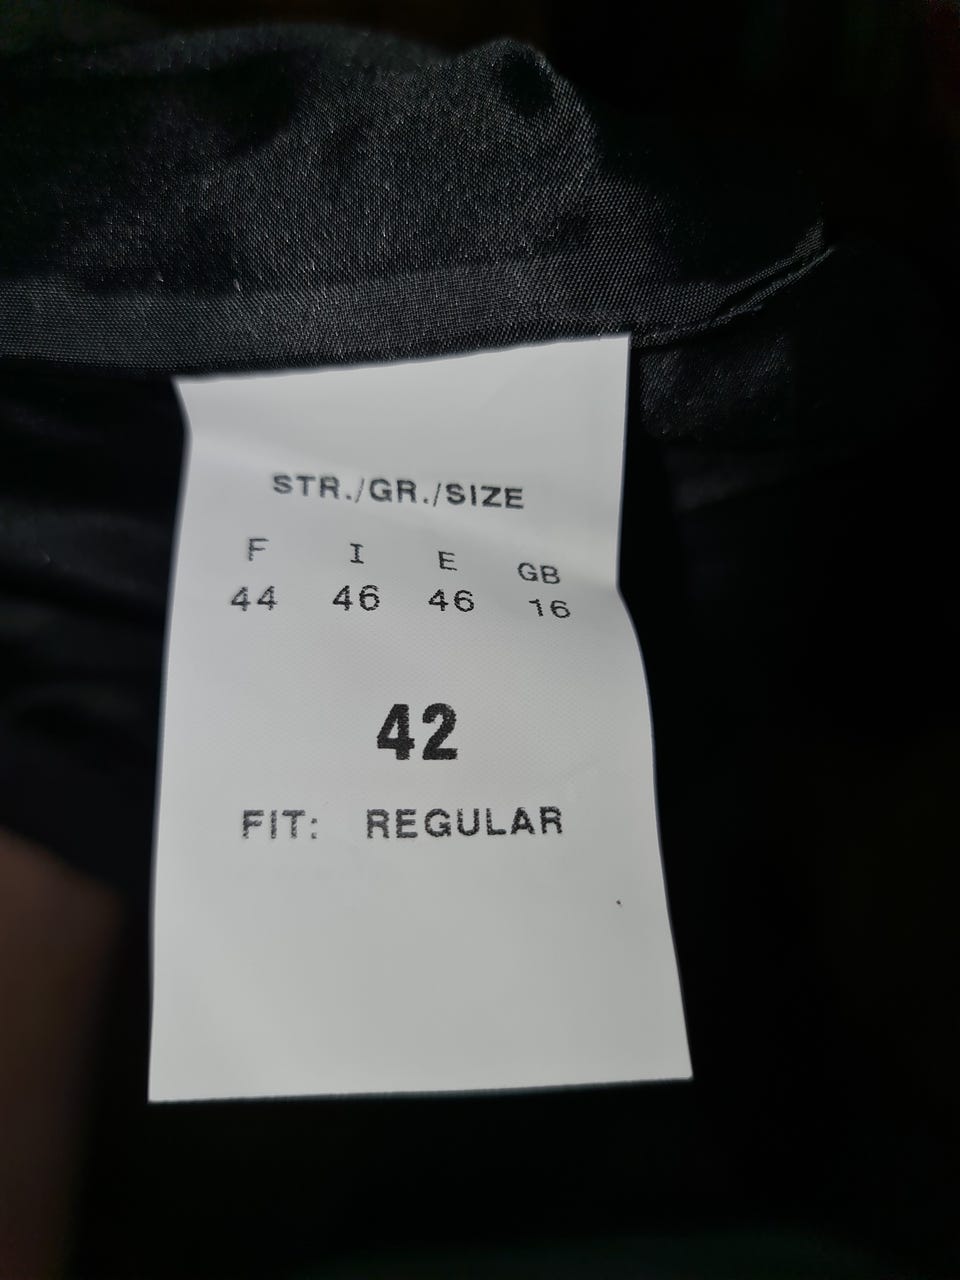 STR./GR./SIZE
F I E GB
44 46 46 16
42
FIT: REGULAR